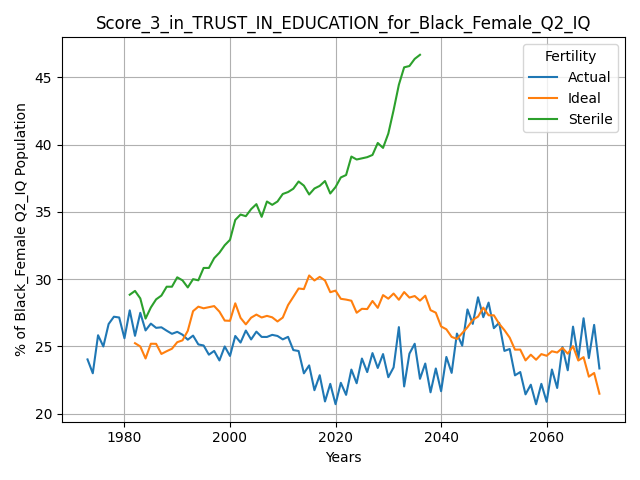 Score_3_in_TRUST_IN_EDUCATION_for_Black_Female_Q2_IQ
% of Black_Female Q2_IQ Population
45
40
35
30
25
20
Fertility
Actual
Ideal
Sterile
1980
2000
2020
2040
2060
Years